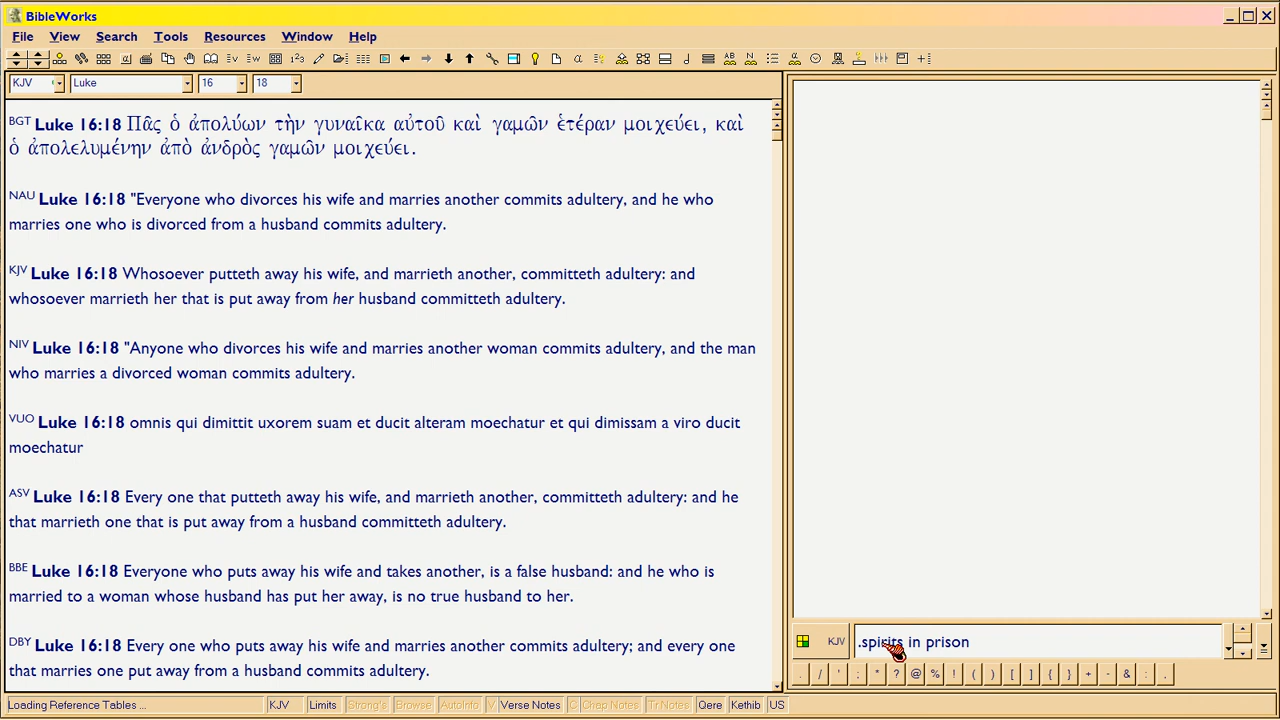 BibleWorks
File View Search Tools Resources Window Help
KJV Luke 16 18
BGT Luke 16:18 Πᾶς ὁ ἀπολύων τὴν γυναῖκα αὐτοῦ καὶ γαμῶν ἑτέραν μοιχεύει, καὶ
ὁ ἀπολελυμένην ἀπὸ ἀνδρὸς γαμῶν μοιχεύει.
NAU Luke 16:18 "Everyone who divorces his wife and marries another commits adultery, and he who
marries one who is divorced from a husband commits adultery.
KJV Luke 16:18 Whosoever putteth away his wife, and marrieth another, committeth adultery: and
whosoever marrieth her that is put away from her husband committeth adultery.
NIV Luke 16:18 "Anyone who divorces his wife and marries another woman commits adultery, and the man
who marries a divorced woman commits adultery.
VUO Luke 16:18 omnis qui dimittit uxorem suam et ducit alteram moechatur et qui dimissam a viro ducit
moechatur
ASV Luke 16:18 Every one that putteth away his wife, and marrieth another, committeth adultery: and he
that marrieth one that is put away from a husband committeth adultery.
BBE Luke 16:18 Everyone who puts away his wife and takes another, is a false husband: and he who is
married to a woman whose husband has put her away, is no true husband to her.
DBY Luke 16:18 Every one who puts away his wife and marries another commits adultery; and every one
that marries one put away from a husband commits adultery.
KJV .spirits in prison
. / ' ; * ? @ % ! ( ) [ ] { } + - & : ,
Loading Reference Tables ... KJV Limits Strong's Browse AutoInfo V Verse Notes C Chap Notes Tr Notes Qere Kethib US